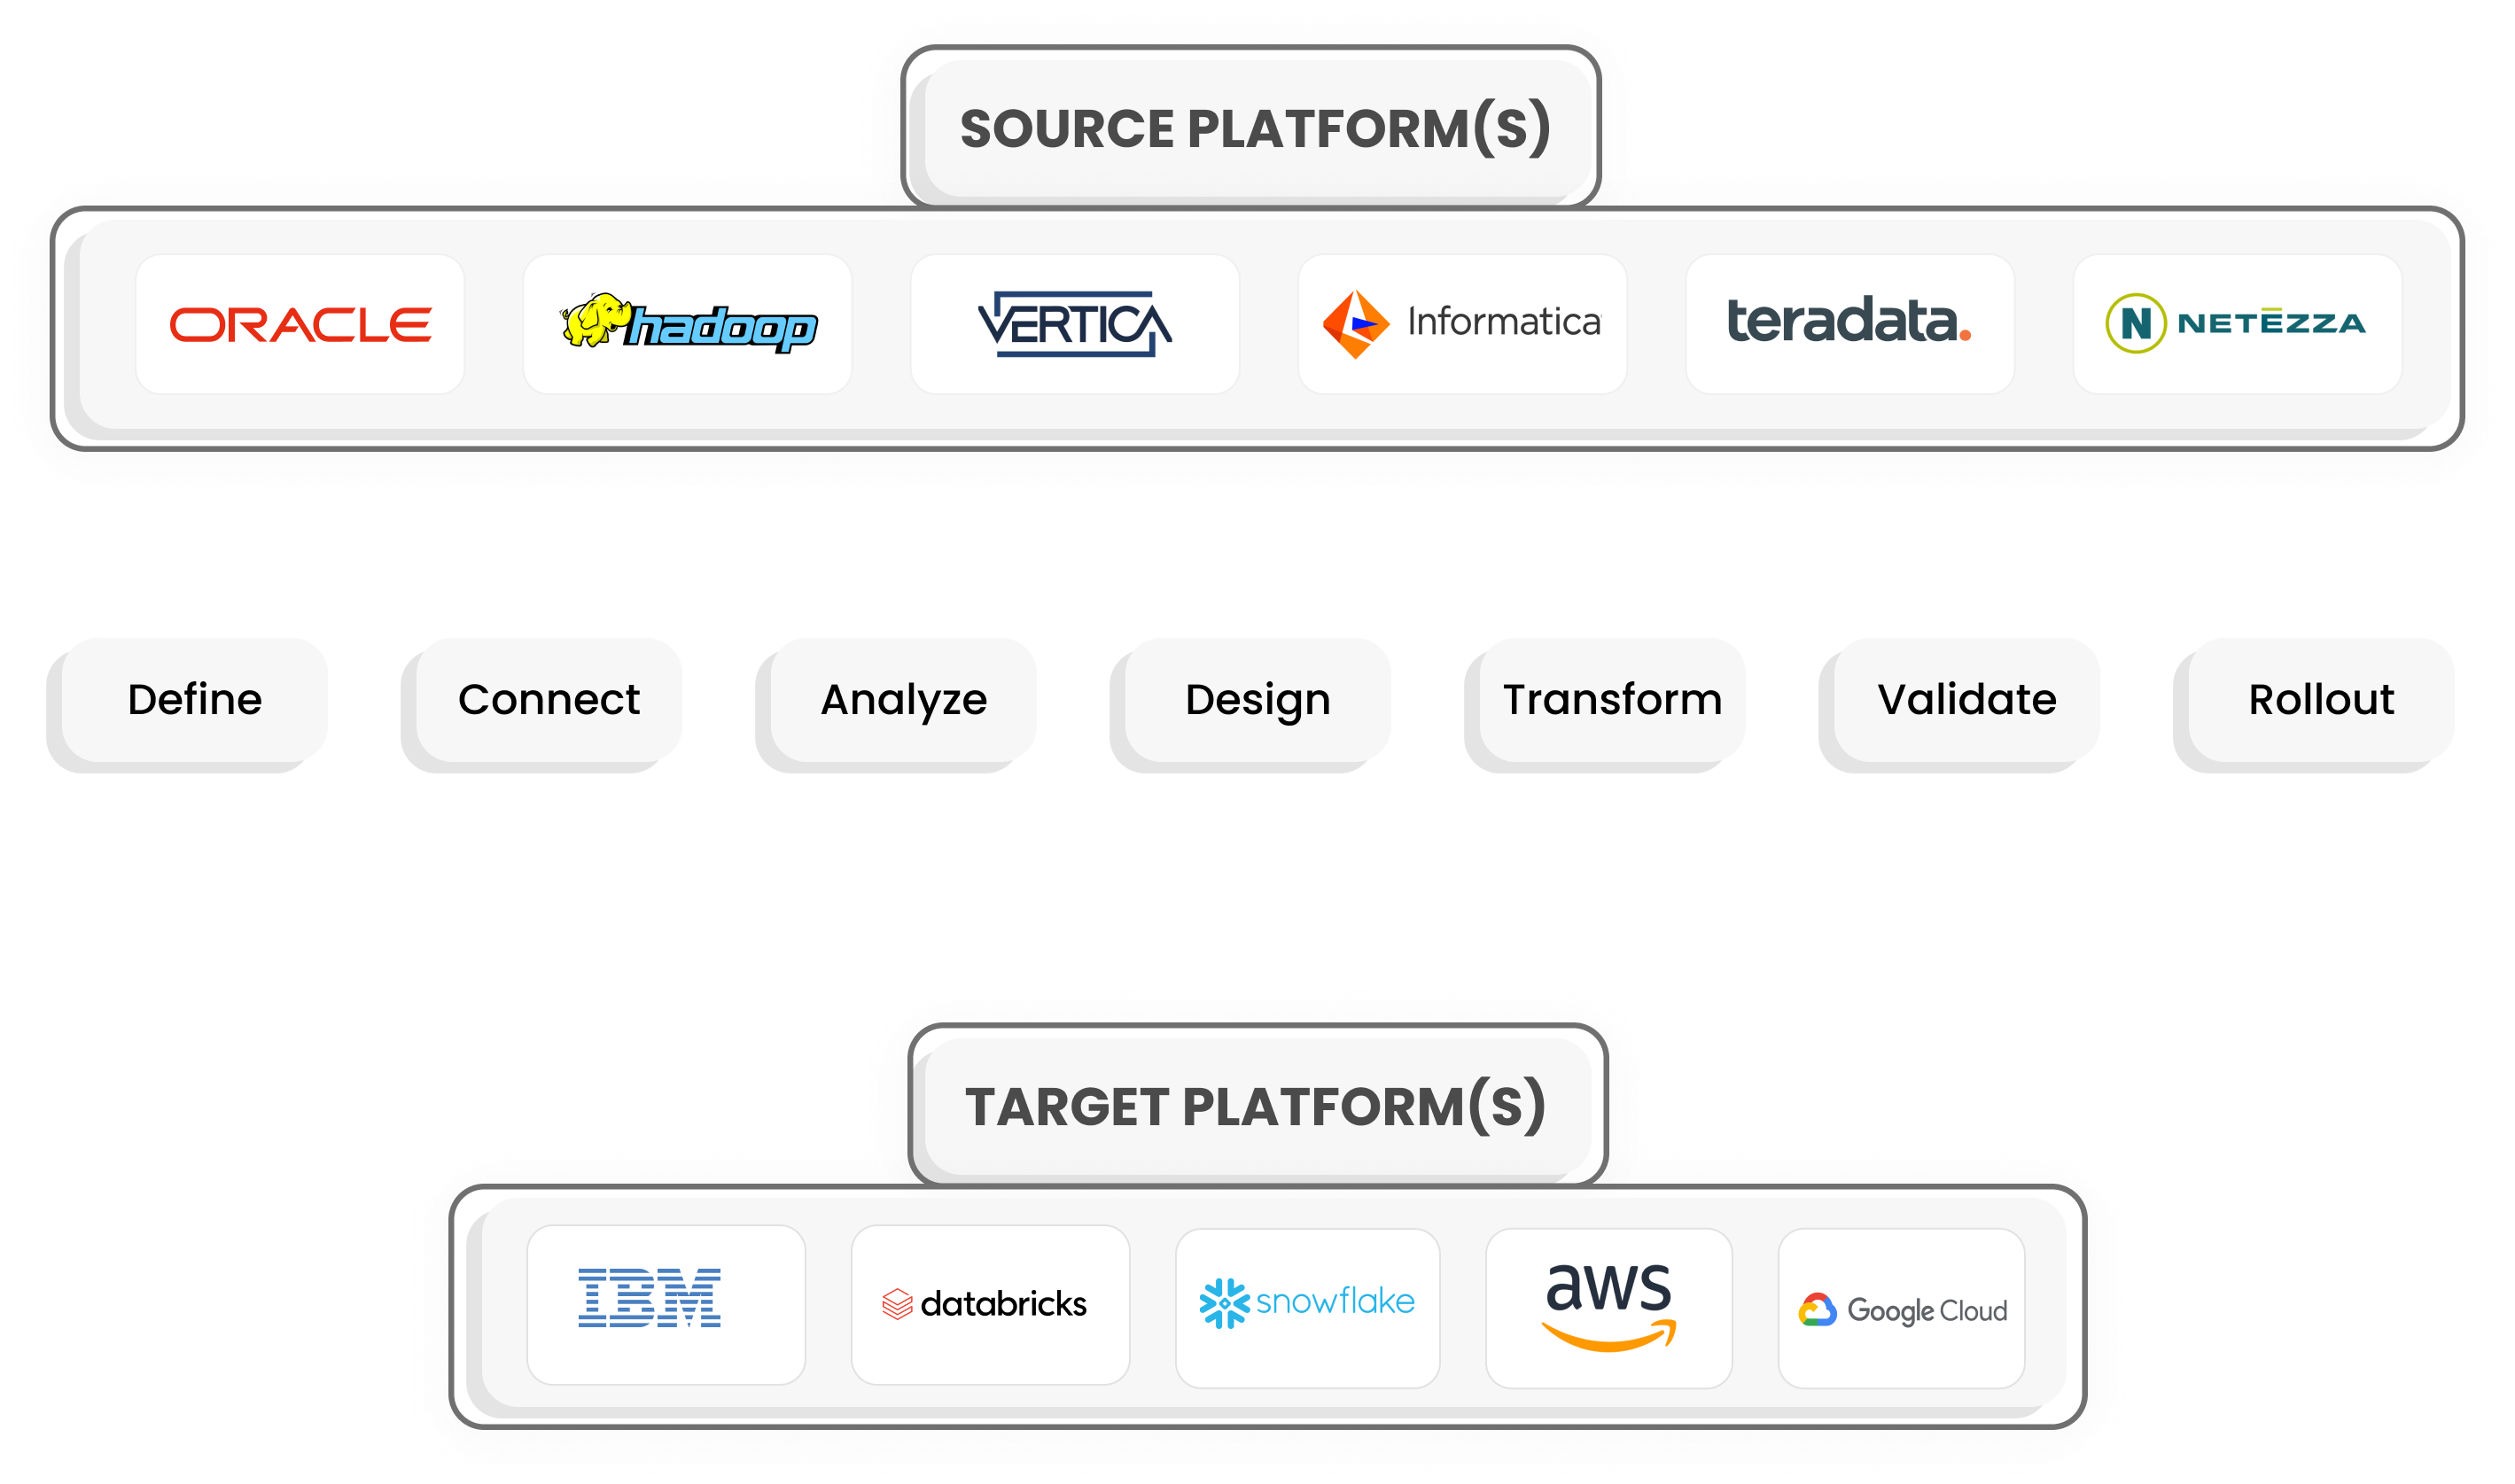 SOURCE PLATFORM(S)
ORACLE hadoop VERTICA Informatica teradata. N NETEZZA
Define Connect Analyze Design Transform Validate Rollout
TARGET PLATFORM(S)
IBM databricks snowflake aws Google Cloud